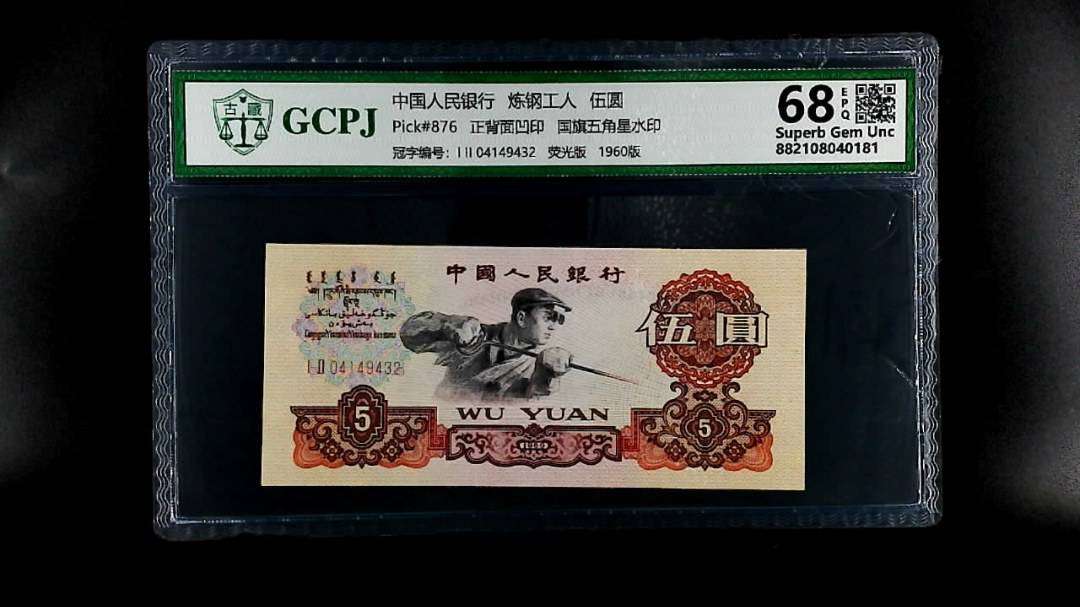 古藏
GCPJ
中国人民银行 炼钢工人 伍圆
Pick#876 正背面凹印 国旗五角星水印
冠字编号: I II 04149432 荧光版 1960版
68 EPQ
Superb Gem Unc
882108040181
中國人民銀行
I II 04149432
伍圓
WU YUAN
5
1960
5